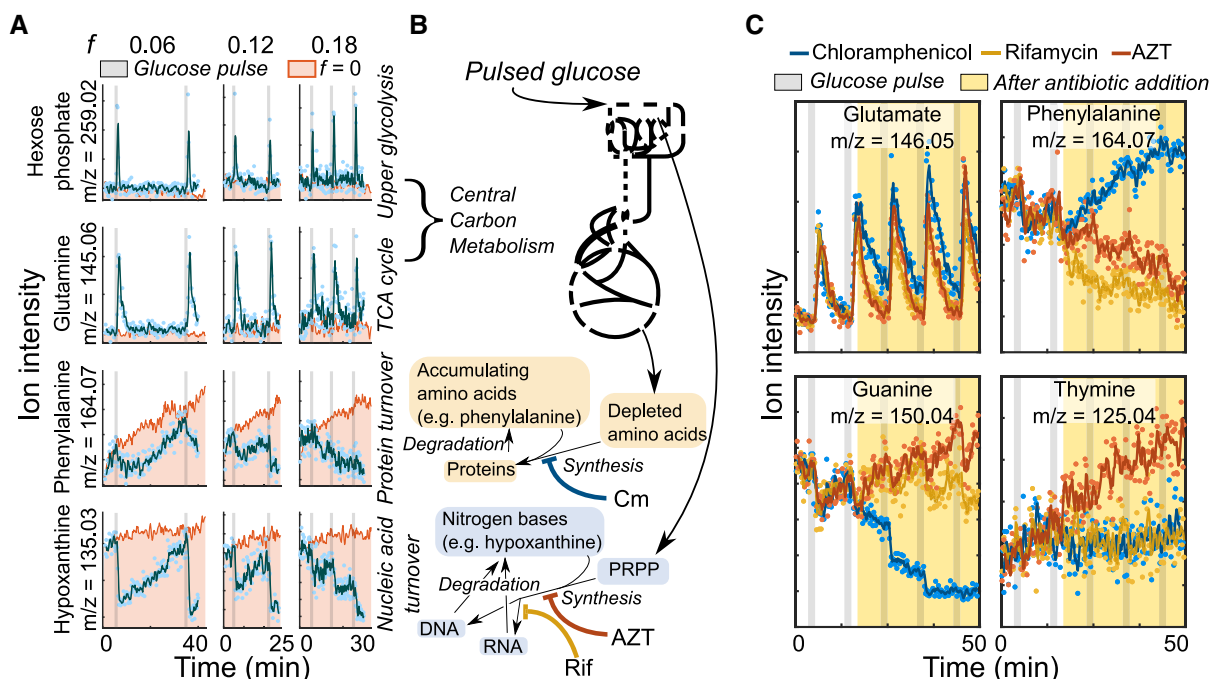 A
f 0.06 0.12 0.18
Glucose pulse f = 0
Ion intensity
Hexose
phosphate
m/z = 259.02
Upper glycolysis
Glutamine
m/z = 145.06
TCA cycle
Phenylalanine
m/z = 164.07
Protein turnover
Hypoxanthine
m/z = 135.03
Nucleic acid
turnover
0 40 0 25 0 30
Time (min)
B
Pulsed glucose
Central
Carbon
Metabolism
Accumulating
amino acids
(e.g. phenylalanine)
Depleted
amino acids
Degradation
Proteins
Synthesis
Cm
Nitrogen bases
(e.g. hypoxanthine)
PRPP
Degradation
Synthesis
DNA
RNA
AZT
Rif
C
Chloramphenicol Rifamycin AZT
Glucose pulse After antibiotic addition
Ion intensity
Glutamate
m/z = 146.05
Phenylalanine
m/z = 164.07
Guanine
m/z = 150.04
Thymine
m/z = 125.04
0 50 0 50
Time (min)